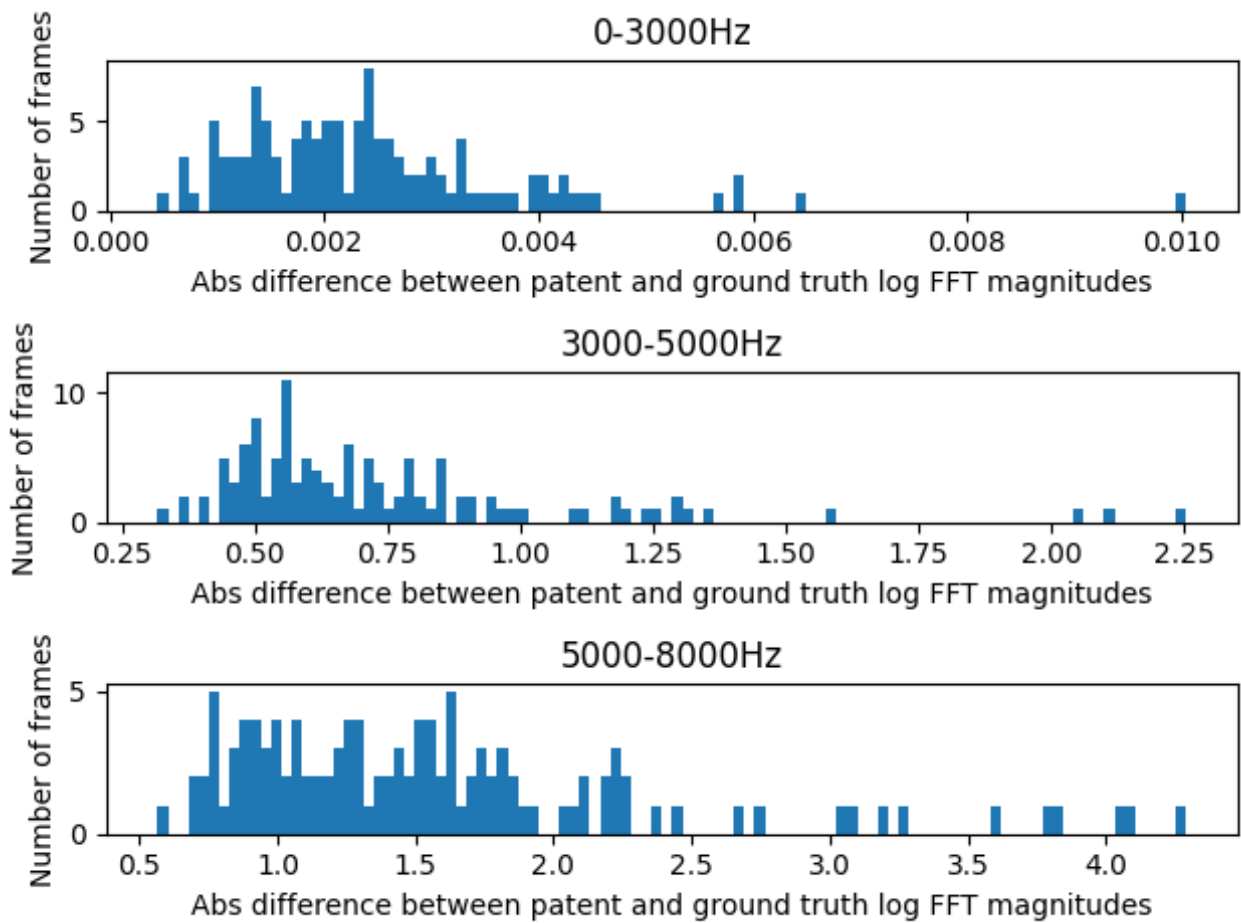 0-3000Hz
Number of frames
5
0
0.000 0.002 0.004 0.006 0.008 0.010
Abs difference between patent and ground truth log FFT magnitudes
3000-5000Hz
Number of frames
10
0
0.25 0.50 0.75 1.00 1.25 1.50 1.75 2.00 2.25
Abs difference between patent and ground truth log FFT magnitudes
5000-8000Hz
Number of frames
5
0
0.5 1.0 1.5 2.0 2.5 3.0 3.5 4.0
Abs difference between patent and ground truth log FFT magnitudes